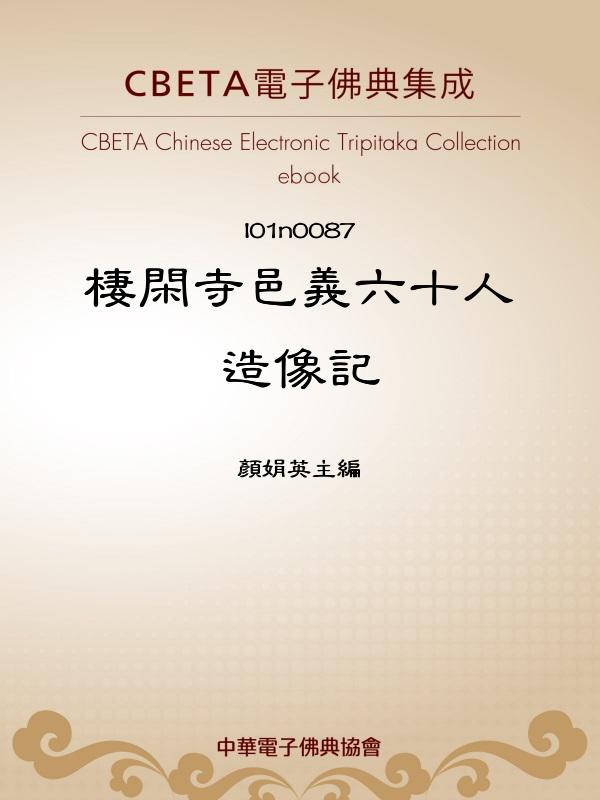 CBETA電子佛典集成
CBETA Chinese Electronic Tripitaka Collection
ebook
I01n0087
棲閑寺邑義六十人
造像記
顏娟英主編
中華電子佛典協會